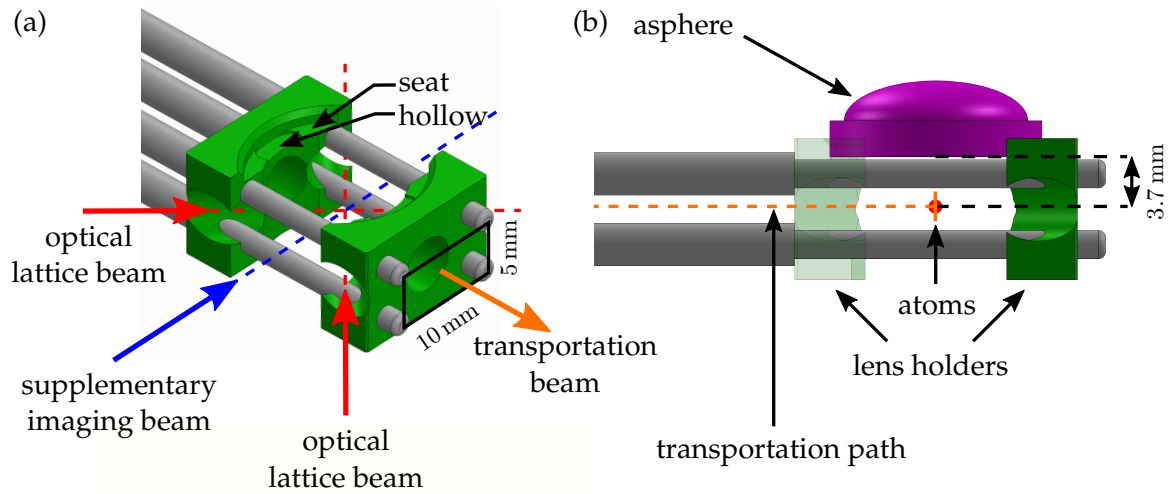 (a)
seat
hollow
optical
lattice beam
5 mm
10 mm
transportation
beam
supplementary
imaging beam
optical
lattice beam
(b)
asphere
3.7 mm
atoms
lens holders
transportation path